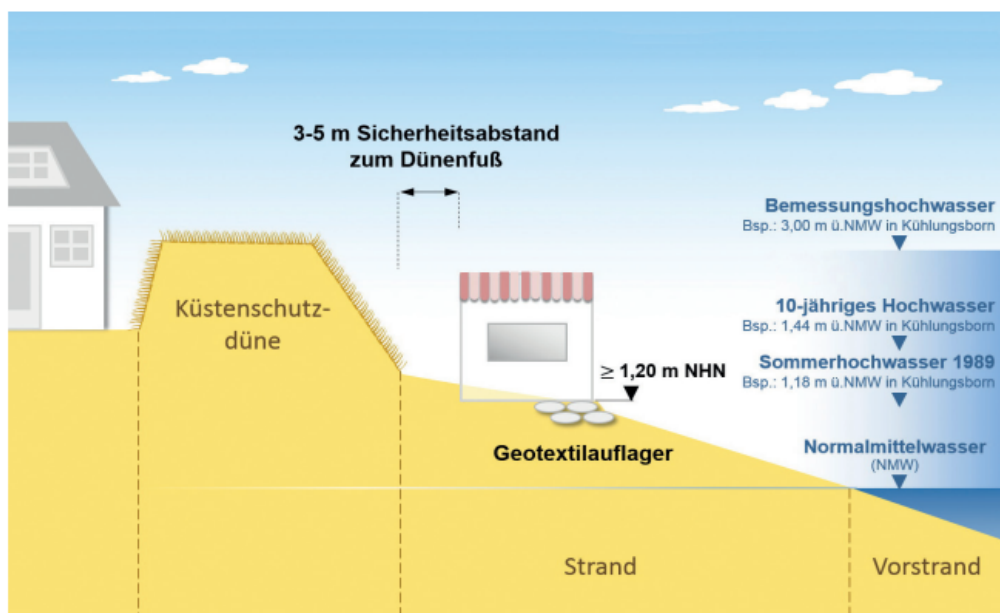 3-5 m Sicherheitsabstand
zum Dünenfuß
Bemessungshochwasser
Bsp.: 3,00 m ü.NMW in Kühlungsborn
Küstenschutz-
düne
10-jähriges Hochwasser
Bsp.: 1,44 m ü.NMW in Kühlungsborn
≥ 1,20 m NHN
Sommerhochwasser 1989
Bsp.: 1,18 m ü.NMW in Kühlungsborn
Geotextilauflager
Normalmittelwasser
(NMW)
Strand
Vorstrand